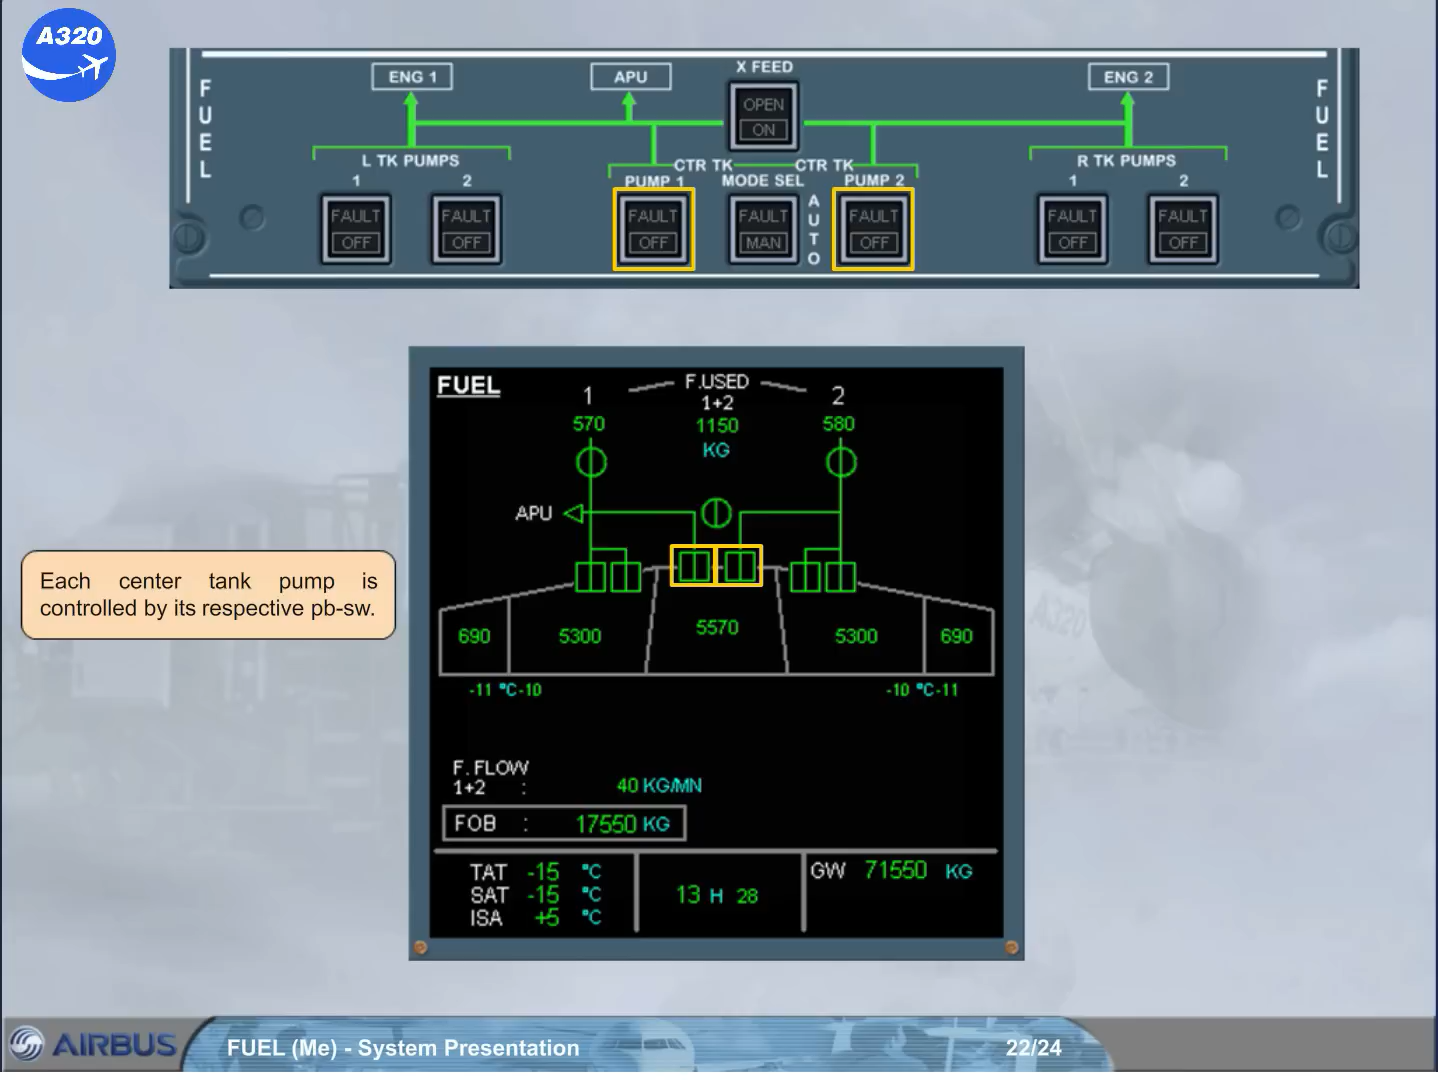 A320
FUEL
ENG 1
APU
X FEED
OPEN
ON
ENG 2
FUEL
L TK PUMPS
1 2
CTR TK CTR TK
PUMP 1 MODE SEL PUMP 2
AUTO
R TK PUMPS
1 2
FAULT FAULT FAULT FAULT FAULT FAULT FAULT
OFF OFF OFF MAN OFF OFF OFF
FUEL
1 F.USED 2
1+2
570 1150 580
KG
APU
Each center tank pump is
controlled by its respective pb-sw.
690 5300 5570 5300 690
-11 °C -10 -10 °C -11
F. FLOW
1+2 : 40 KG/MN
FOB : 17550 KG
TAT -15 °C
SAT -15 °C
ISA +5 °C
13 H 28
GW 71550 KG
AIRBUS
FUEL (Me) - System Presentation 22/24